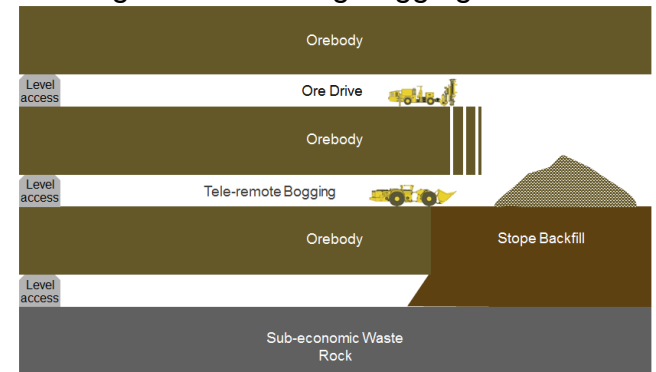 Orebody
Level
access
Ore Drive
Orebody
Level
access
Tele-remote Bogging
Orebody
Stope Backfill
Level
access
Sub-economic Waste
Rock